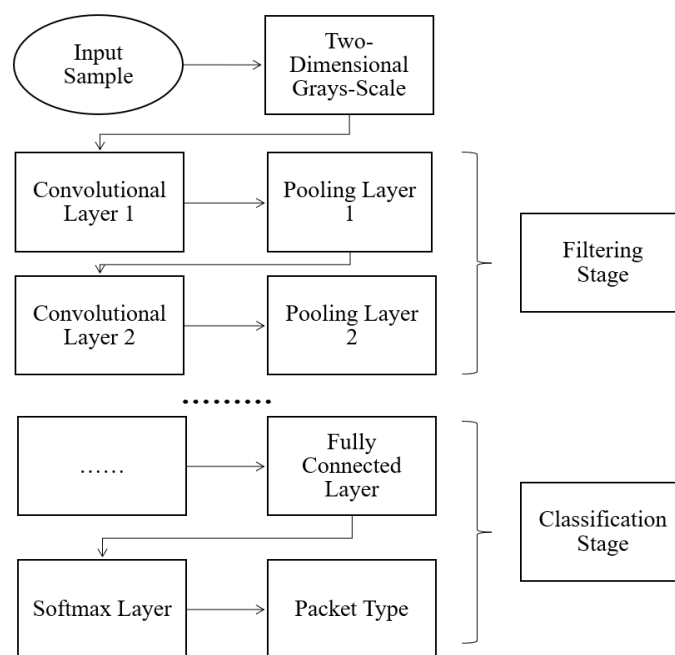 Input
Sample
Two-
Dimensional
Grays-Scale
Convolutional
Layer 1
Pooling Layer
1
Filtering
Stage
Convolutional
Layer 2
Pooling Layer
2
.........
......
Fully
Connected
Layer
Classification
Stage
Softmax Layer
Packet Type